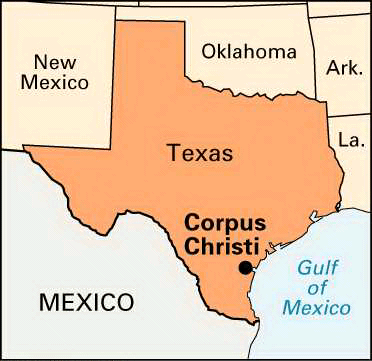 New
Mexico
Oklahoma
Ark.
La.
Texas
Corpus
Christi
Gulf
of
Mexico
MEXICO